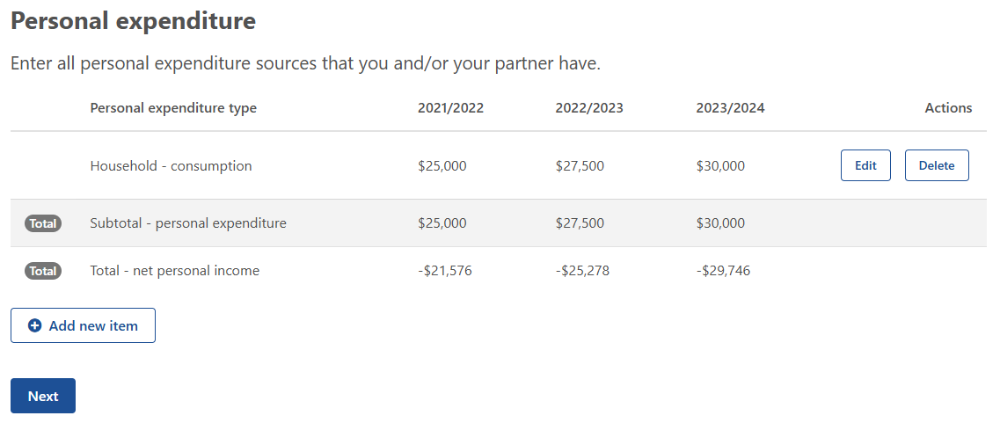 Personal expenditure
Enter all personal expenditure sources that you and/or your partner have.
Personal expenditure type 2021/2022 2022/2023 2023/2024 Actions
Household - consumption $25,000 $27,500 $30,000 Edit Delete
Total Subtotal - personal expenditure $25,000 $27,500 $30,000
Total Total - net personal income -$21,576 -$25,278 -$29,746
Add new item
Next